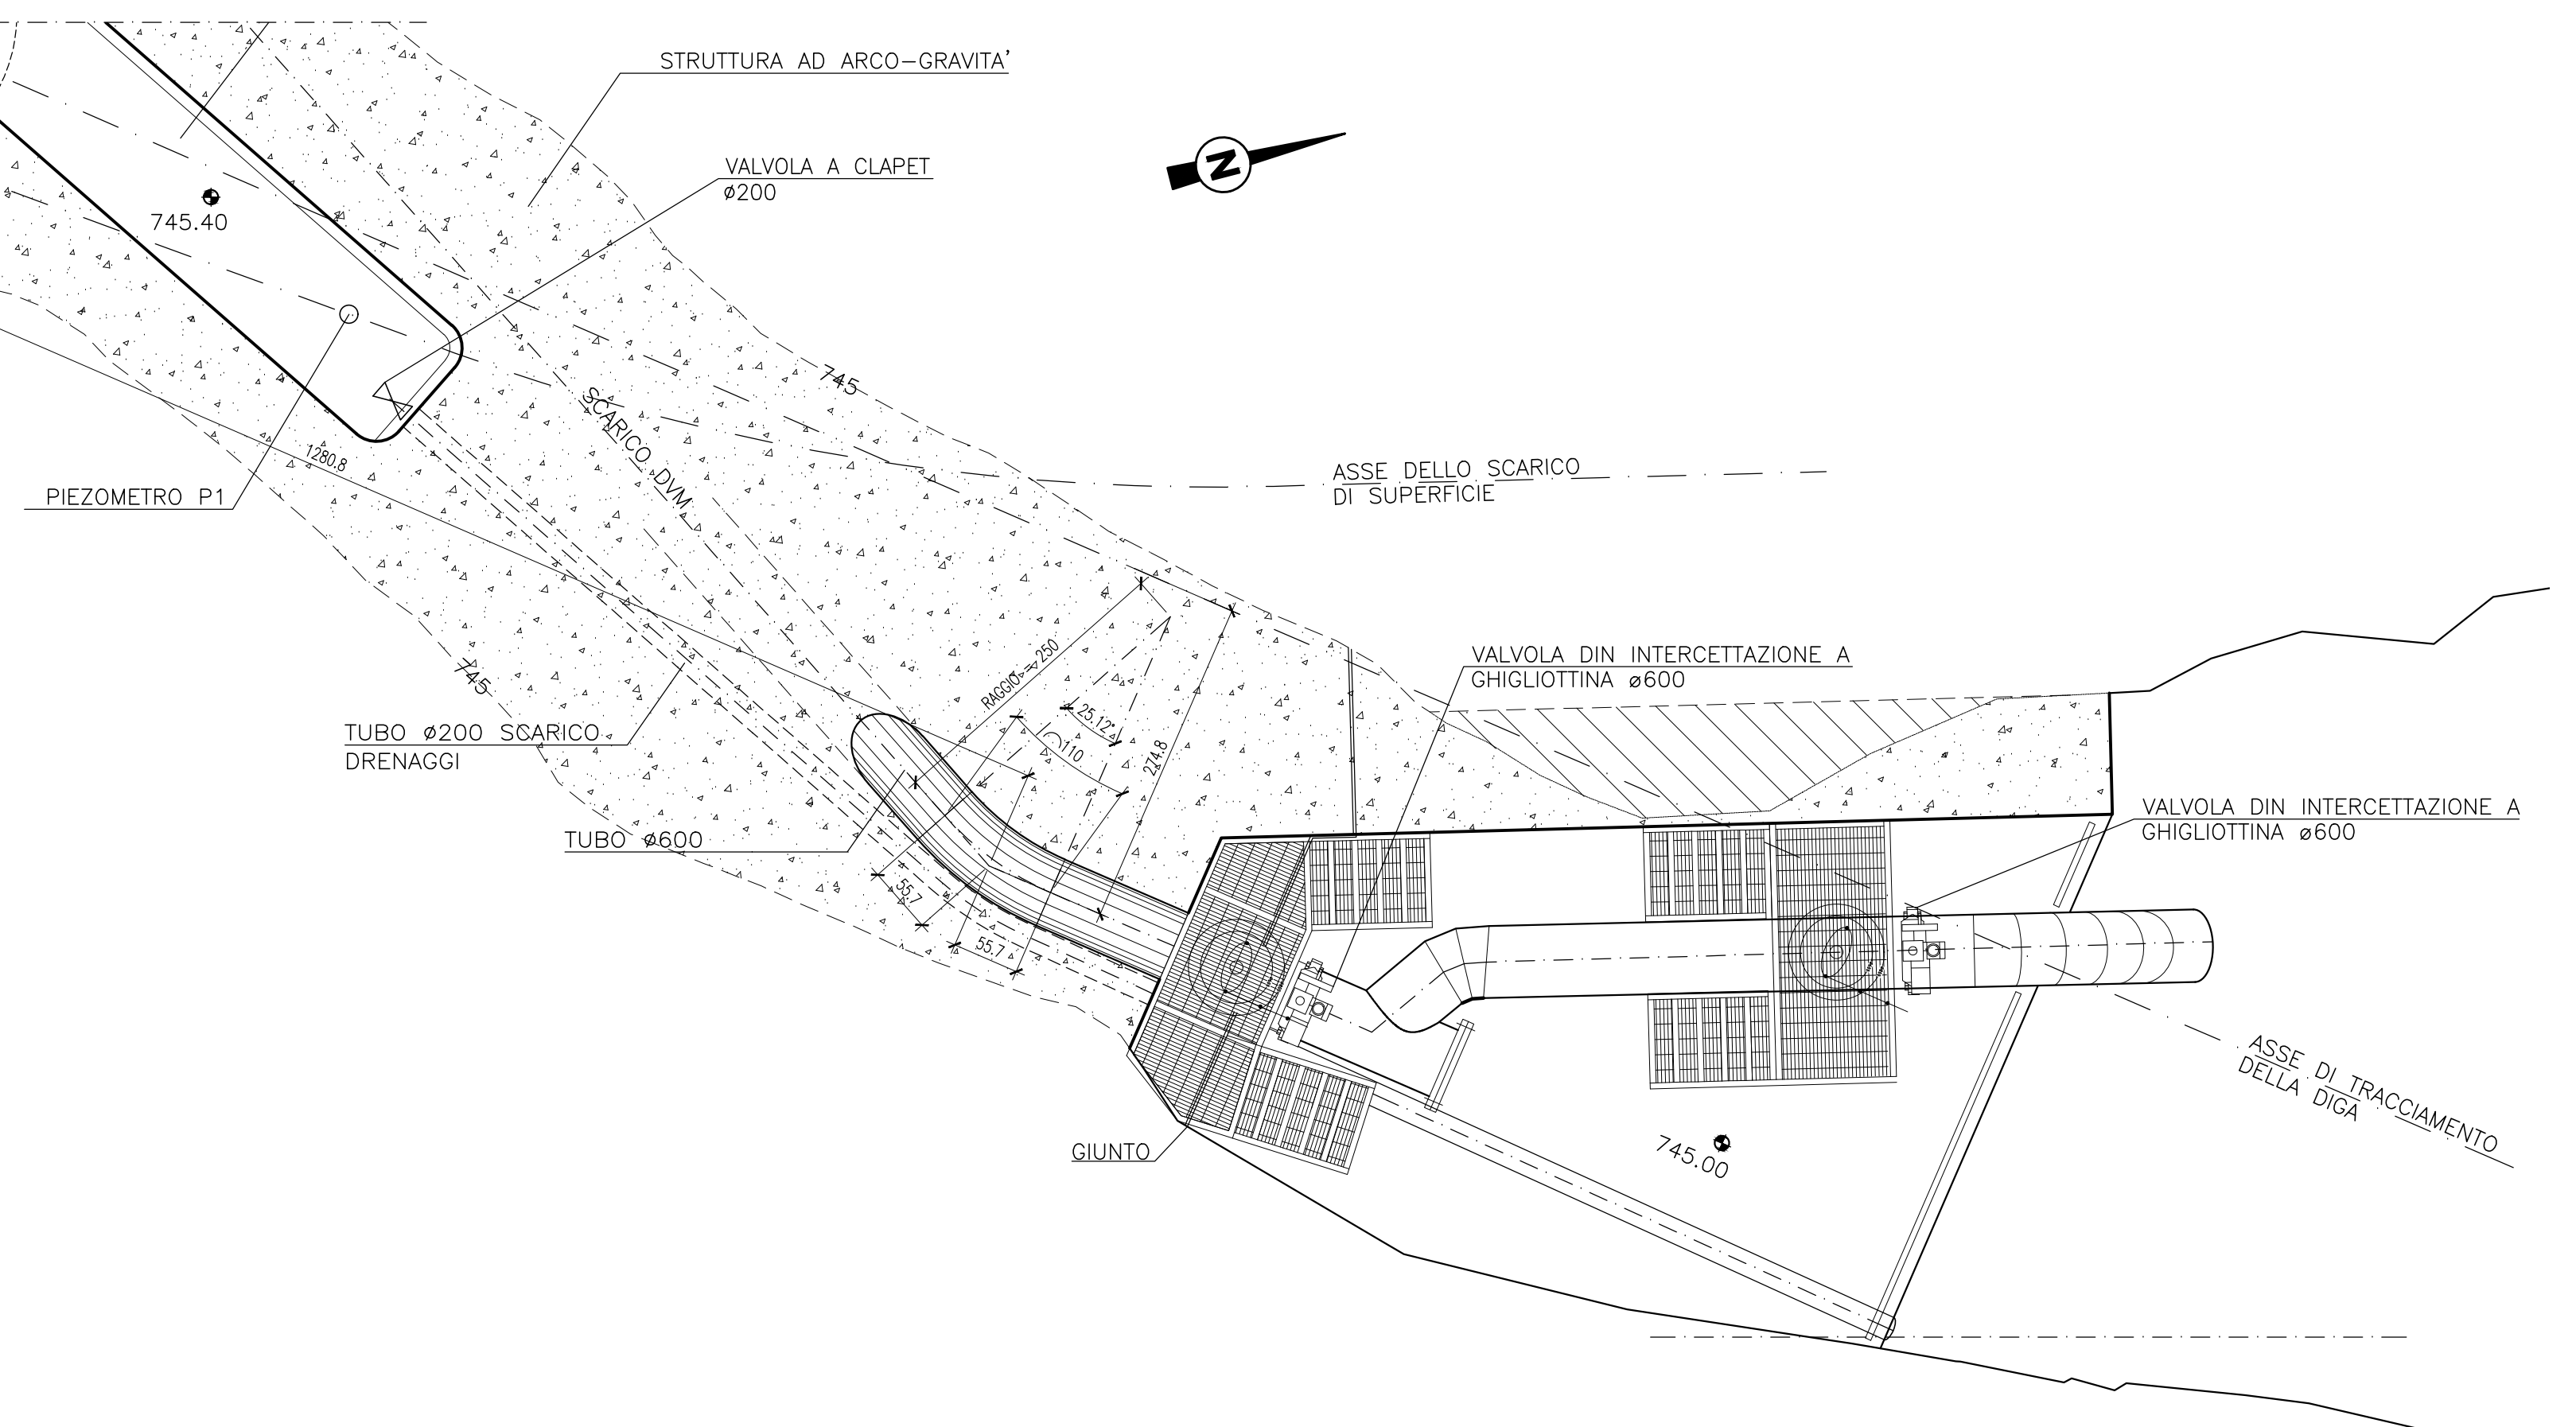 STRUTTURA AD ARCO-GRAVITA'
VALVOLA A CLAPET
ø200
N
745.40
745
SCARICO DVM
1280.8
PIEZOMETRO P1
ASSE DELLO SCARICO
DI SUPERFICIE
RAGGIO = 250
VALVOLA DIN INTERCETTAZIONE A
GHIGLIOTTINA ø600
745
25.12°
110
274.8
TUBO ø200 SCARICO
DRENAGGI
VALVOLA DIN INTERCETTAZIONE A
GHIGLIOTTINA ø600
TUBO ø600
55.7
55.7
ASSE DI TRACCIAMENTO
DELLA DIGA
GIUNTO
745.00